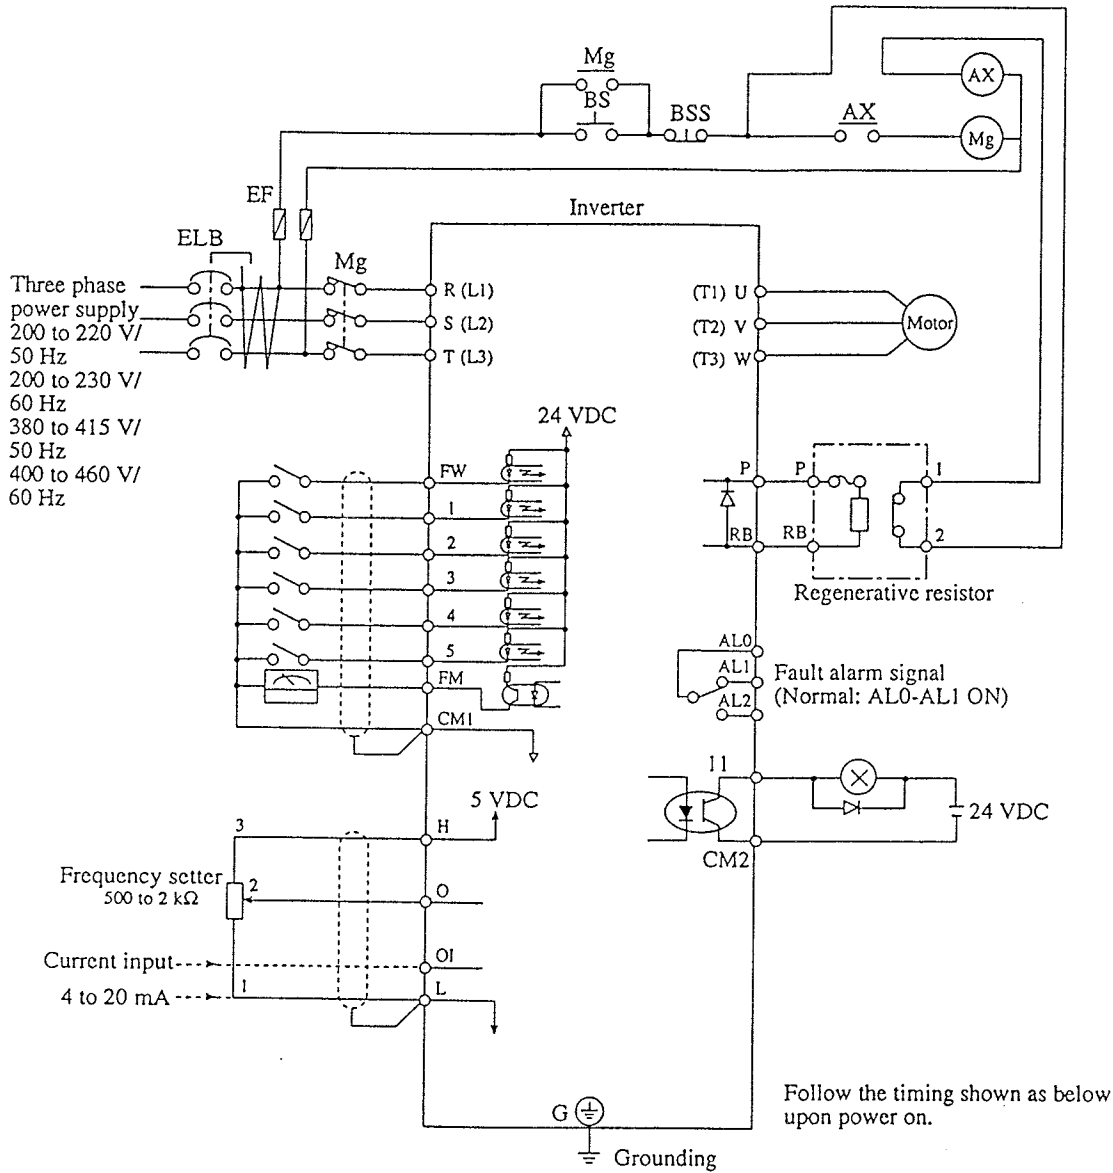 Mg
BS
BSS
AX
AX
Mg
EF
Inverter
ELB
Mg
Three phase
power supply
200 to 220 V/
50 Hz
200 to 230 V/
60 Hz
380 to 415 V/
50 Hz
400 to 460 V/
60 Hz
R (L1)
S (L2)
T (L3)
(T1) U
(T2) V
(T3) W
Motor
24 VDC
FW
1
2
3
4
5
FM
CM1
P
P
1
RB
RB
2
Regenerative resistor
AL0
AL1
AL2
Fault alarm signal
(Normal: AL0-AL1 ON)
11
CM2
24 VDC
5 VDC
3
H
Frequency setter
500 to 2 kΩ
2
O
Current input
OI
4 to 20 mA
1
L
G
Grounding
Follow the timing shown as below
upon power on.